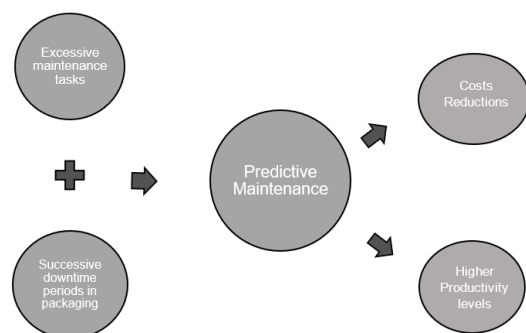 Excessive
maintenance
tasks
Successive
downtime
periods in
packaging
Predictive
Maintenance
Costs
Reductions
Higher
Productivity
levels